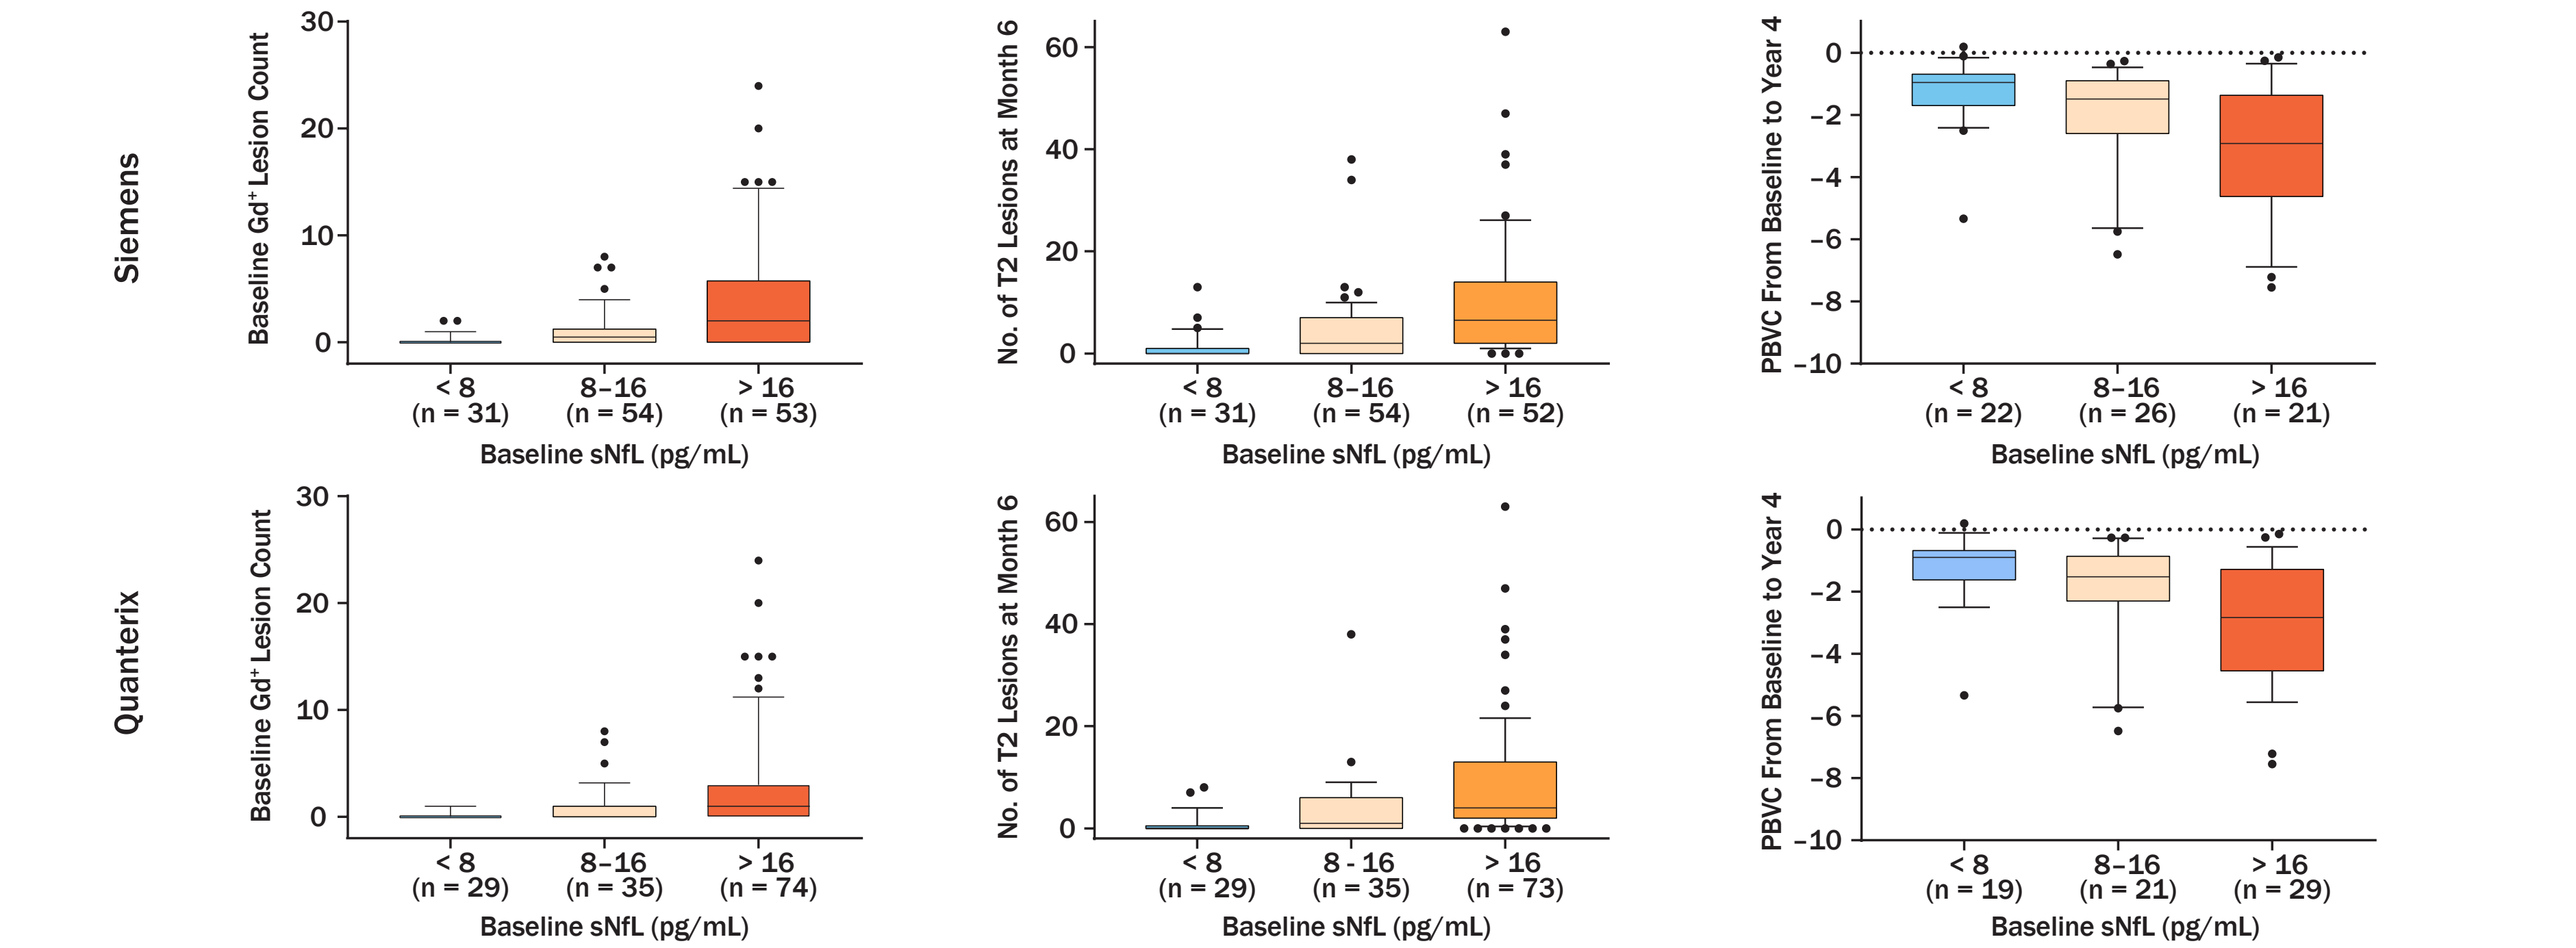 Siemens
Baseline Gd+ Lesion Count
30
20
10
0
< 8
(n = 31)
8–16
(n = 54)
> 16
(n = 53)
Baseline sNfL (pg/mL)
No. of T2 Lesions at Month 6
60
40
20
0
< 8
(n = 31)
8–16
(n = 54)
> 16
(n = 52)
Baseline sNfL (pg/mL)
PBVC From Baseline to Year 4
0
–2
–4
–6
–8
–10
< 8
(n = 22)
8–16
(n = 26)
> 16
(n = 21)
Baseline sNfL (pg/mL)
Quanterix
Baseline Gd+ Lesion Count
30
20
10
0
< 8
(n = 29)
8–16
(n = 35)
> 16
(n = 74)
Baseline sNfL (pg/mL)
No. of T2 Lesions at Month 6
60
40
20
0
< 8
(n = 29)
8 - 16
(n = 35)
> 16
(n = 73)
Baseline sNfL (pg/mL)
PBVC From Baseline to Year 4
0
–2
–4
–6
–8
–10
< 8
(n = 19)
8–16
(n = 21)
> 16
(n = 29)
Baseline sNfL (pg/mL)